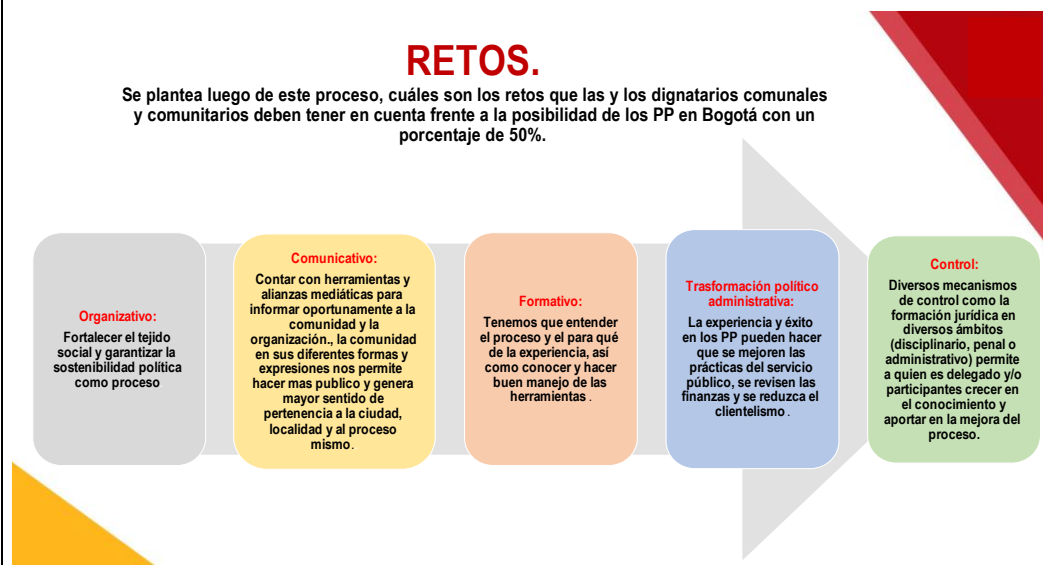 RETOS.
Se plantea luego de este proceso, cuáles son los retos que las y los dignatarios comunales
y comunitarios deben tener en cuenta frente a la posibilidad de los PP en Bogotá con un
porcentaje de 50%.
Organizativo:
Fortalecer el tejido
social y garantizar la
sostenibilidad política
como proceso
Comunicativo:
Contar con herramientas y
alianzas mediáticas para
informar oportunamente a la
comunidad y la
organización., la comunidad
en sus diferentes formas y
expresiones nos permite
hacer mas publico y genera
mayor sentido de
pertenencia a la ciudad,
localidad y al proceso
mismo.
Formativo:
Tenemos que entender
el proceso y el para qué
de la experiencia, así
como conocer y hacer
buen manejo de las
herramientas .
Trasformación político
administrativa:
La experiencia y éxito
en los PP pueden hacer
que se mejoren las
prácticas del servicio
público, se revisen las
finanzas y se reduzca el
clientelismo .
Control:
Diversos mecanismos
de control como la
formación jurídica en
diversos ámbitos
(disciplinario, penal o
administrativo) permite
a quien es delegado y/o
participantes crecer en
el conocimiento y
aportar en la mejora del
proceso.